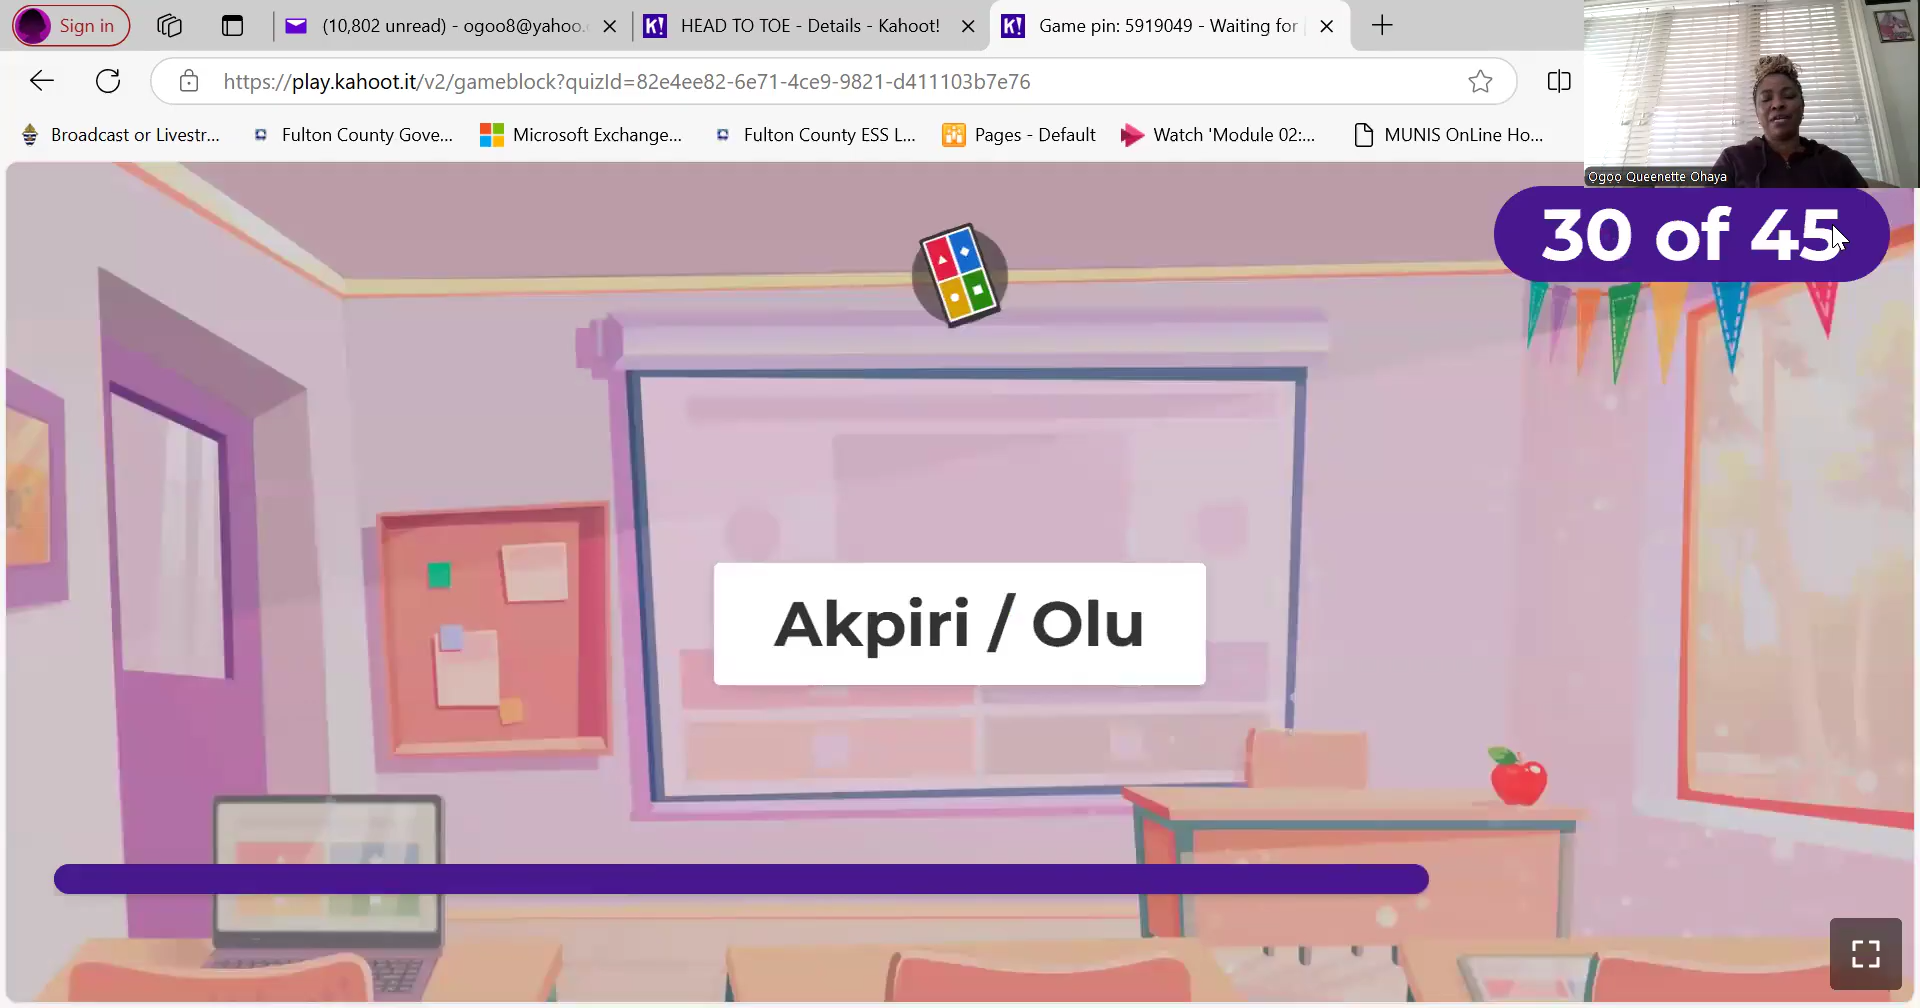 Sign in
(10,802 unread) - ogoo8@yahoo.
HEAD TO TOE - Details - Kahoot!
Game pin: 5919049 - Waiting for
https://play.kahoot.it/v2/gameblock?quizId=82e4ee82-6e71-4ce9-9821-d411103b7e76
Broadcast or Livestr...
Fulton County Gove...
Microsoft Exchange...
Fulton County ESS L...
Pages - Default
Watch 'Module 02:...
MUNIS OnLine Ho...
Ogoo Queenette Ohaya
30 of 45
Akpiri / Olu